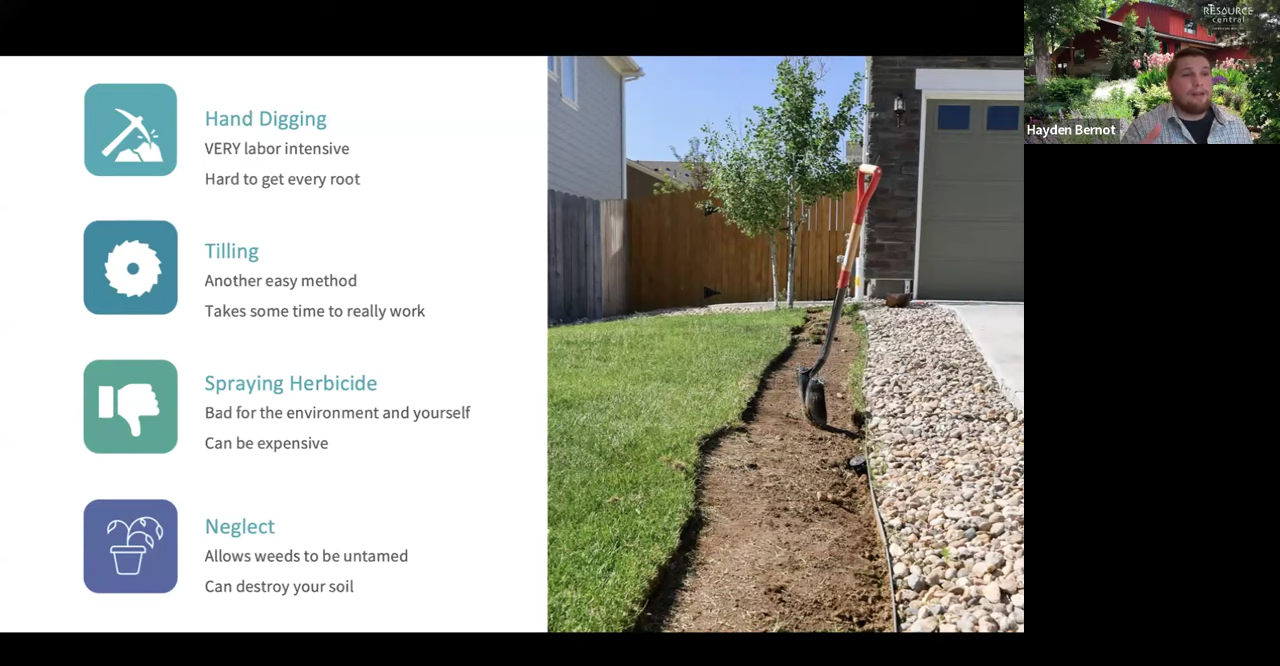 Hand Digging
VERY labor intensive
Hard to get every root
Tilling
Another easy method
Takes some time to really work
Spraying Herbicide
Bad for the environment and yourself
Can be expensive
Neglect
Allows weeds to be untamed
Can destroy your soil
RESOURCE
central
Hayden Bernot